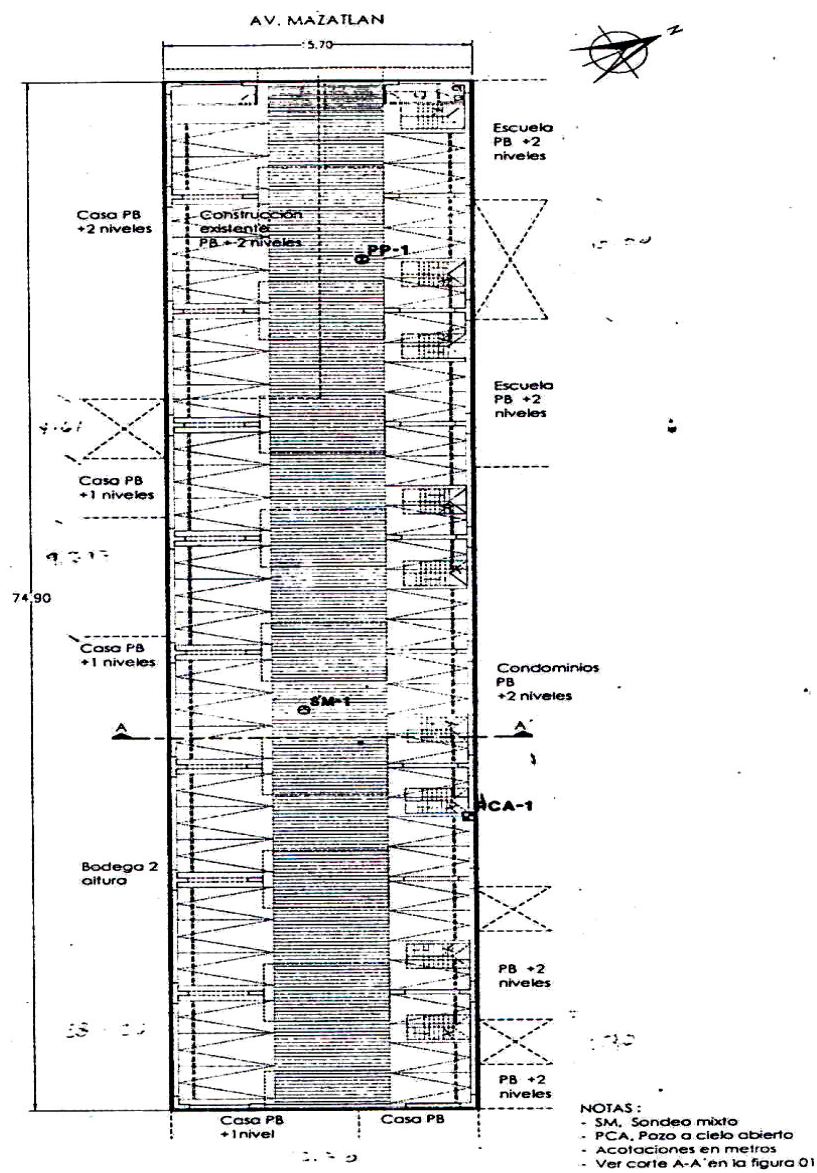 AV. MAZATLAN
15.70
N
Escuela
PB +2
niveles
Casa PB
+2 niveles
Construcción
existente
PB +2 niveles
PP-1
Escuela
PB +2
niveles
Casa PB
+1 niveles
74.90
Casa PB
+1 niveles
Condominios
PB
+2 niveles
SM-1
A
A
PCA-1
Bodega 2
altura
PB +2
niveles
PB +2
niveles
Casa PB
+1nivel
Casa PB
NOTAS :
- SM, Sondeo mixto
- PCA, Pozo a cielo abierto
- Acotaciones en metros
- Ver corte A-A en la figura 01